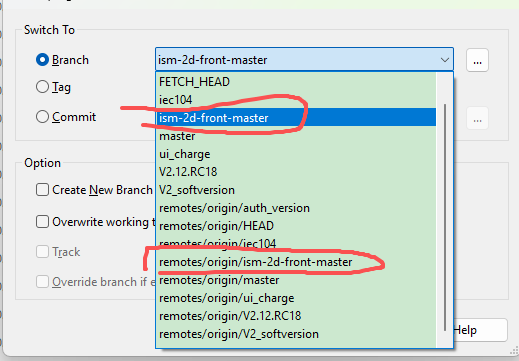 Switch To
Branch
ism-2d-front-master
...
FETCH_HEAD
Tag
iec104
Commit
ism-2d-front-master
...
master
ui_charge
Option
V2.12.RC18
Create New Branch
V2_softversion
remotes/origin/auth_version
Overwrite working
remotes/origin/HEAD
remotes/origin/iec104
Track
remotes/origin/ism-2d-front-master
Override branch if
remotes/origin/master
remotes/origin/ui_charge
remotes/origin/V2.12.RC18
remotes/origin/V2_softversion
Help